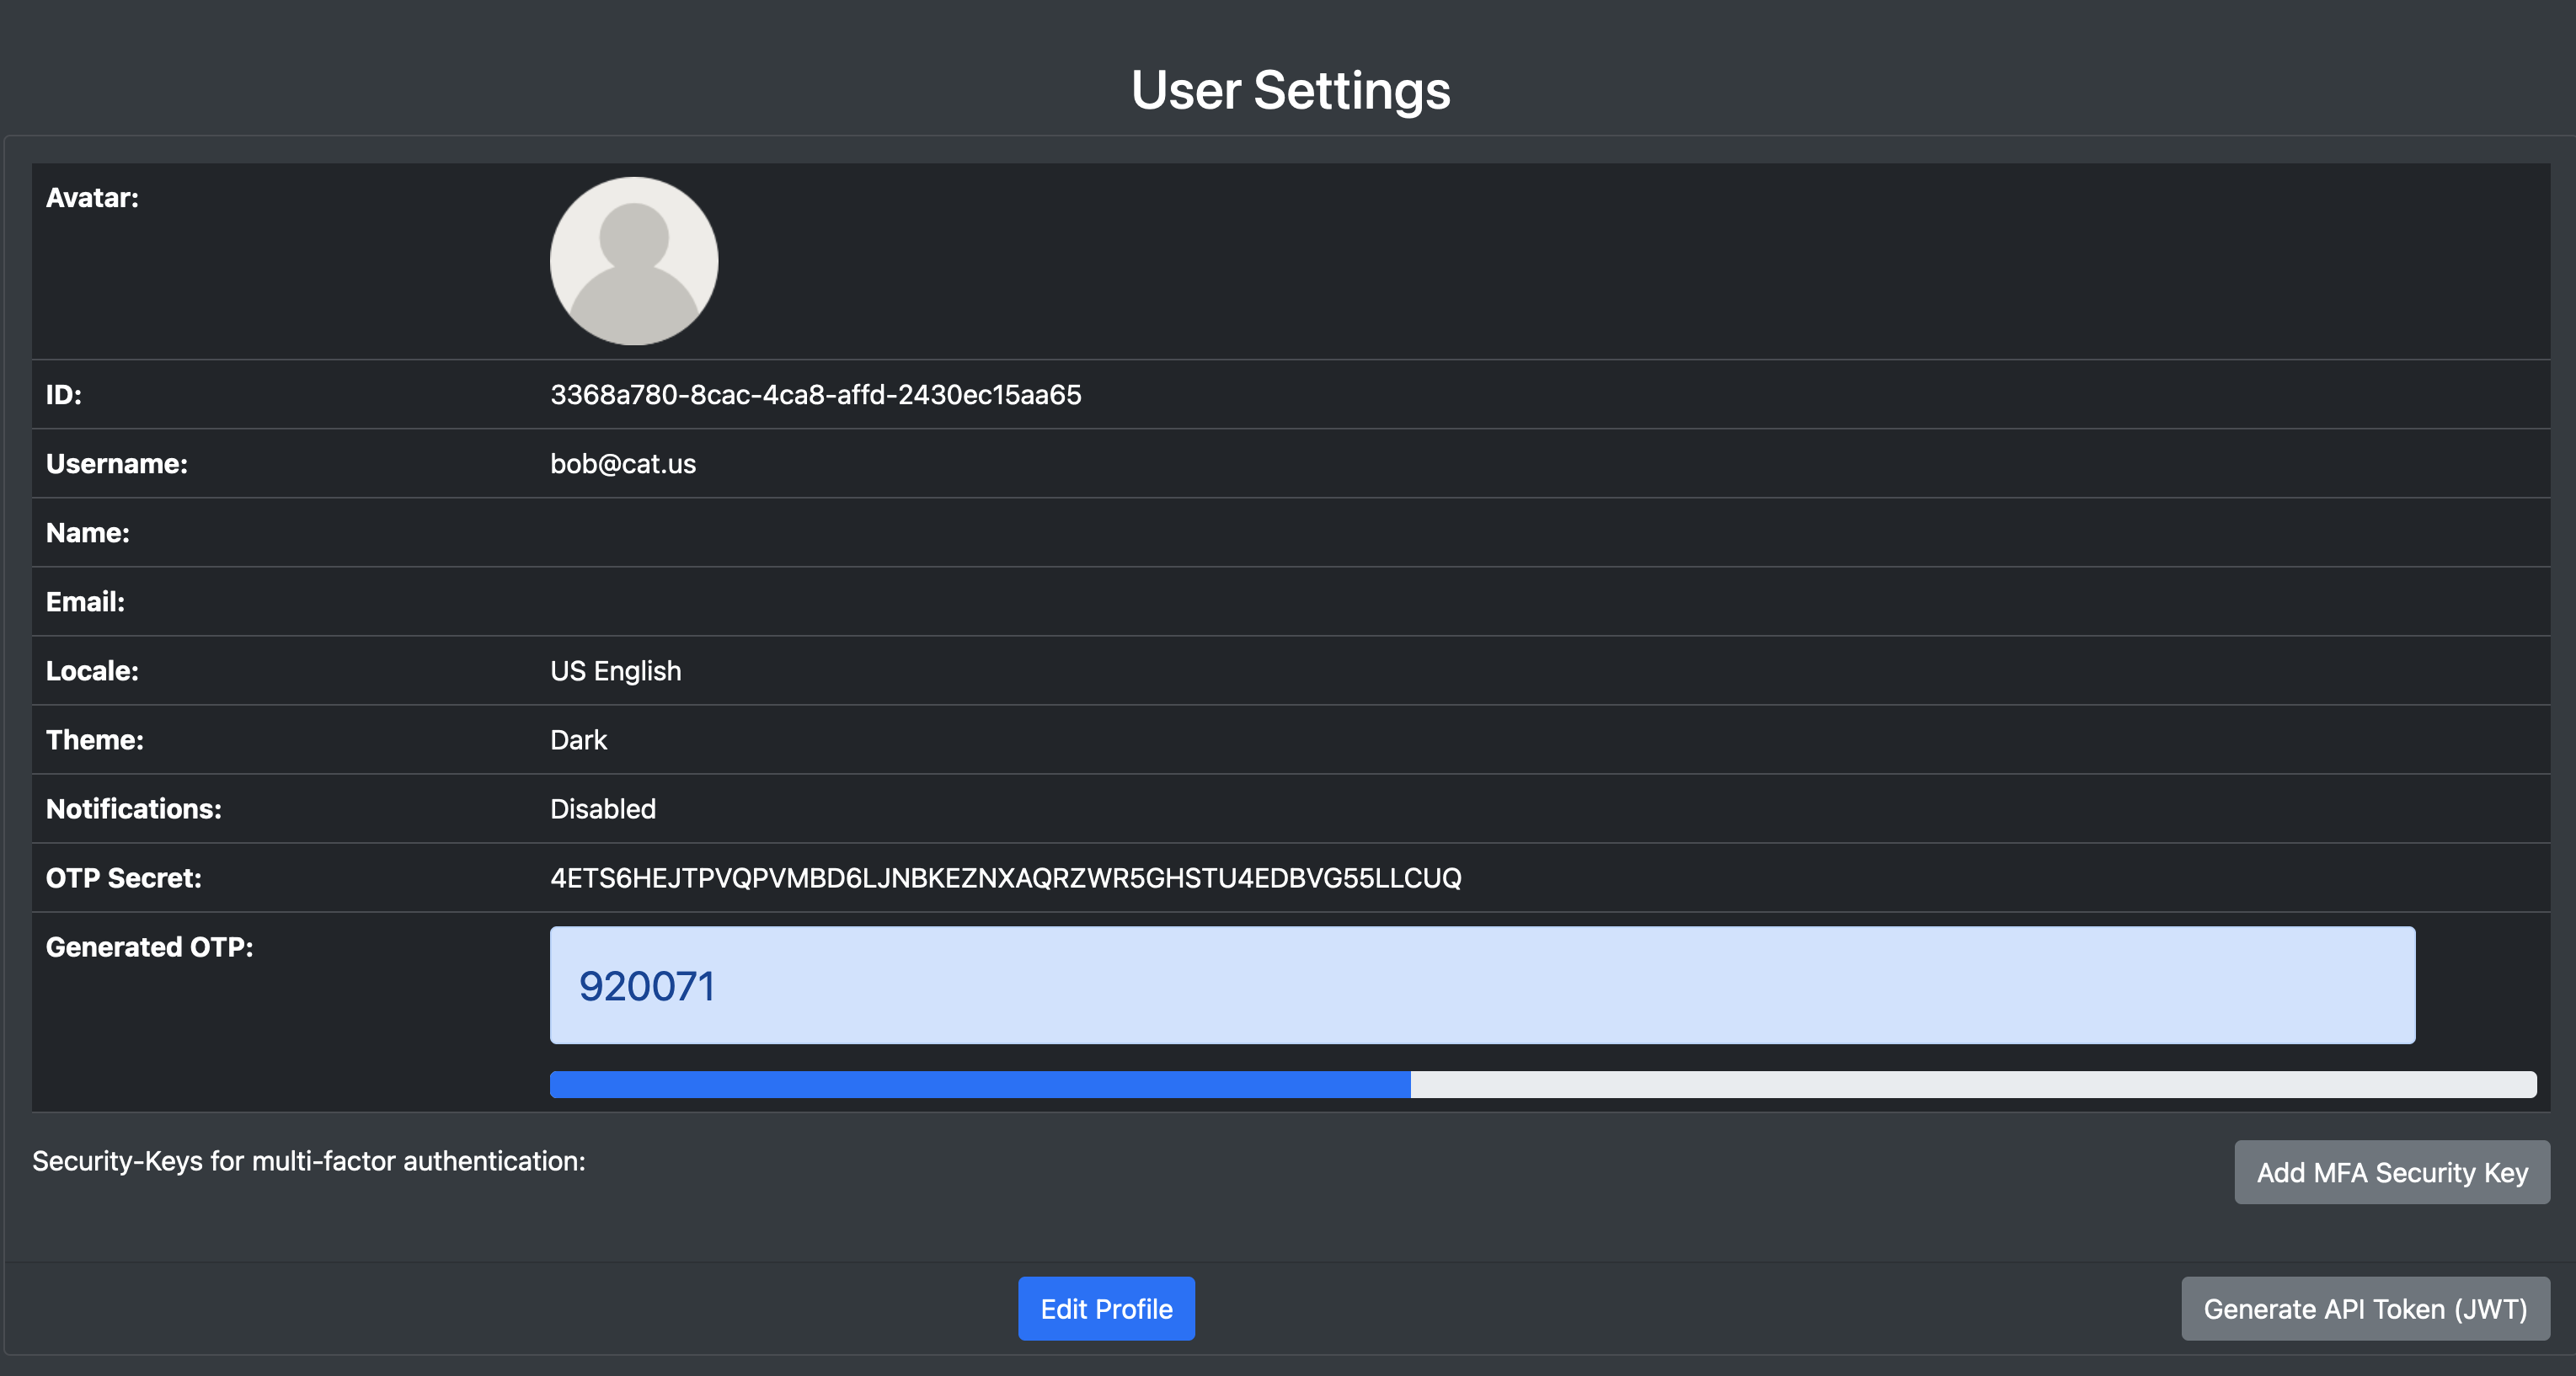 User Settings
Avatar:
ID: 3368a780-8cac-4ca8-affd-2430ec15aa65
Username: bob@cat.us
Name:
Email:
Locale: US English
Theme: Dark
Notifications: Disabled
OTP Secret: 4ETS6HEJTPVQPVMBD6LJNBKEZNXAQRZWR5GHSTU4EDBVG55LLCUQ
Generated OTP: 920071
Security-Keys for multi-factor authentication: Add MFA Security Key
Edit Profile Generate API Token (JWT)